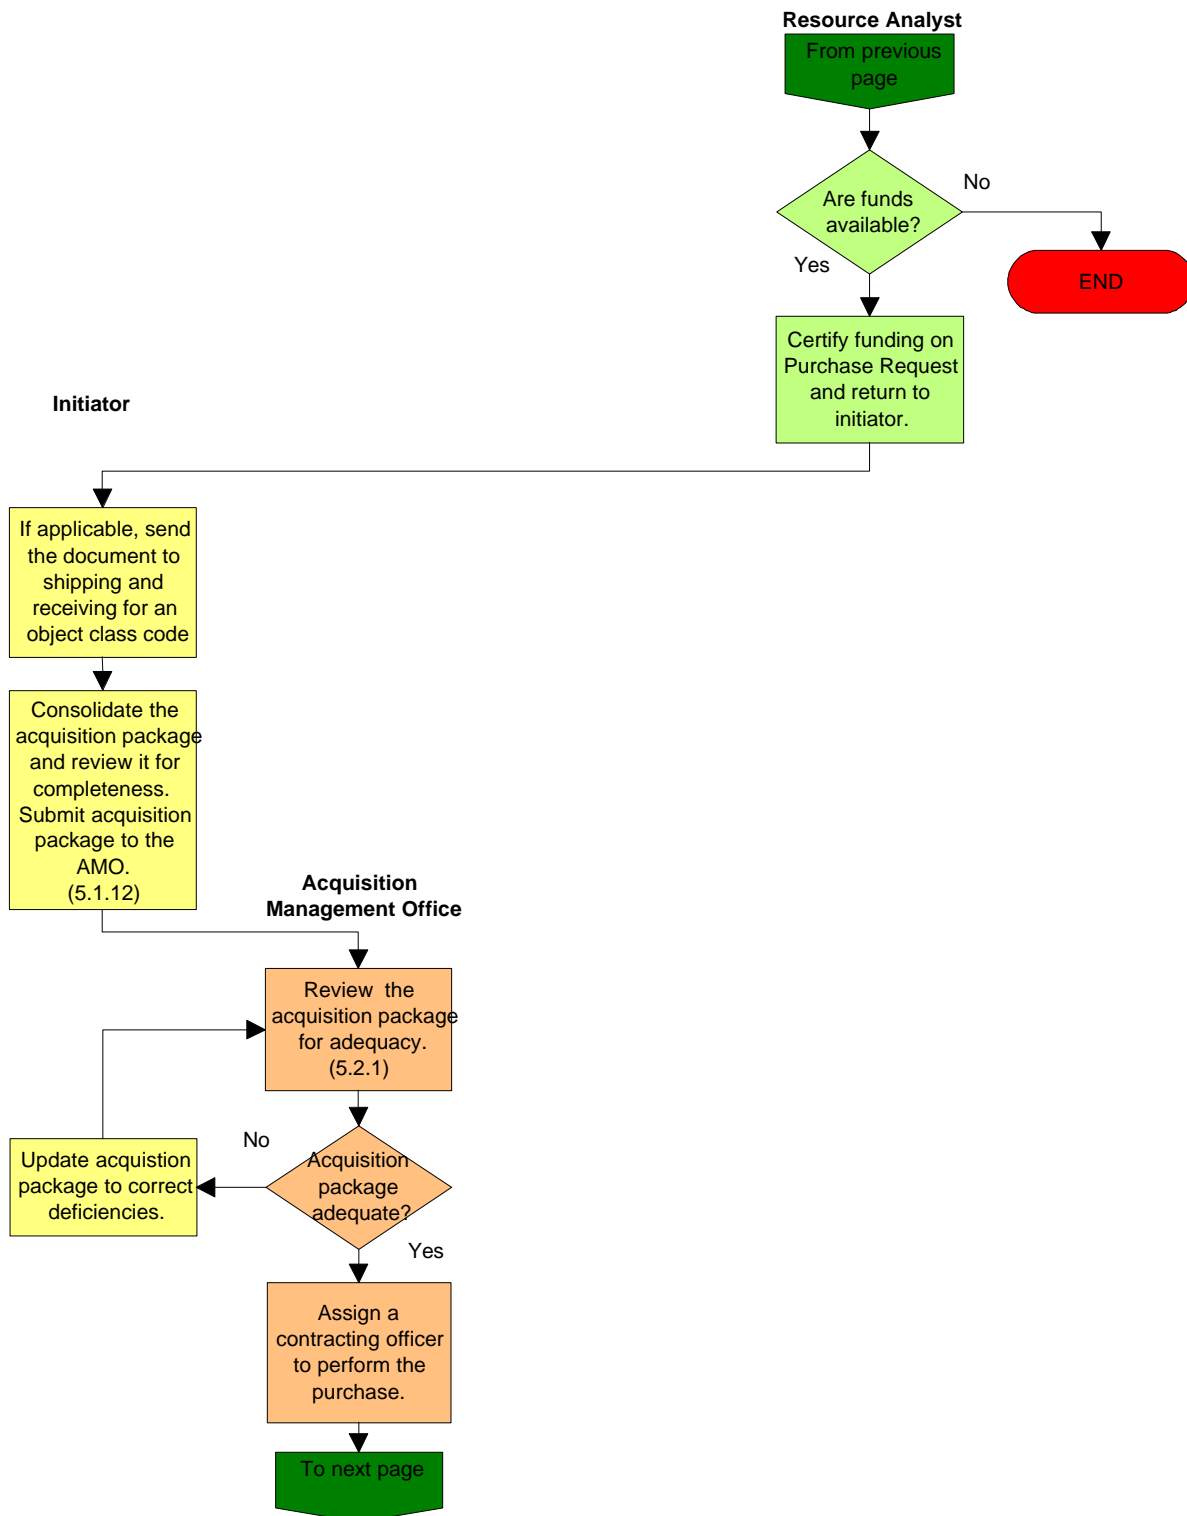 Resource Analyst
From previous
page
Are funds
available?
No
Yes
END
Certify funding on
Purchase Request
and return to
initiator.
Initiator
If applicable, send
the document to
shipping and
receiving for an
object class code
Consolidate the
acquisition package
and review it for
completeness.
Submit acquisition
package to the
AMO.
(5.1.12)
Acquisition
Management Office
Review the
acquisition package
for adequacy.
(5.2.1)
No
Acquisition
package
adequate?
Update acquistion
package to correct
deficiencies.
Yes
Assign a
contracting officer
to perform the
purchase.
To next page